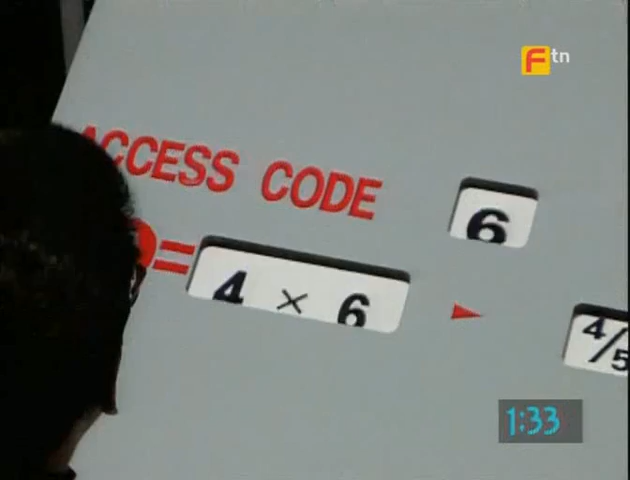 Ftn
ACCESS CODE
6
= 4 × 6
4/5
1:33